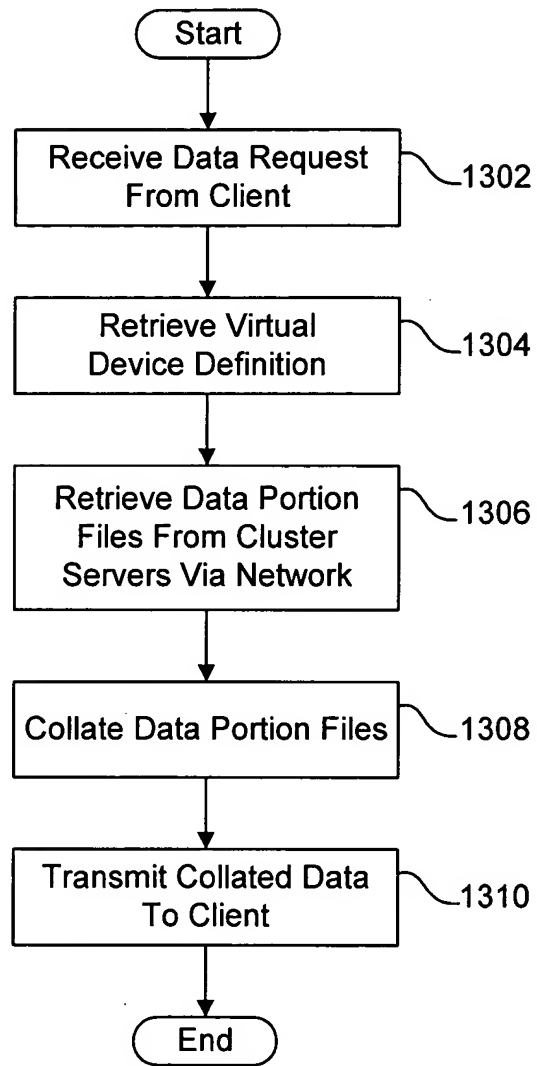 Start
Receive Data Request
From Client
1302
Retrieve Virtual
Device Definition
1304
Retrieve Data Portion
Files From Cluster
Servers Via Network
1306
Collate Data Portion Files
1308
Transmit Collated Data
To Client
1310
End